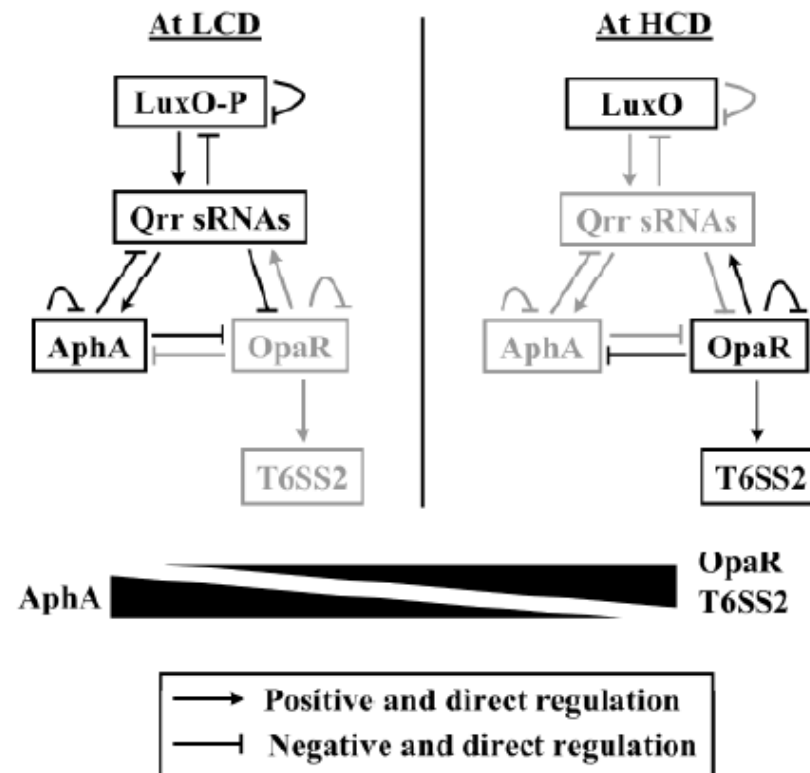 At LCD
LuxO-P
Qrr sRNAs
AphA
OpaR
T6SS2
At HCD
LuxO
Qrr sRNAs
AphA
OpaR
T6SS2
AphA
OpaR
T6SS2
Positive and direct regulation
Negative and direct regulation